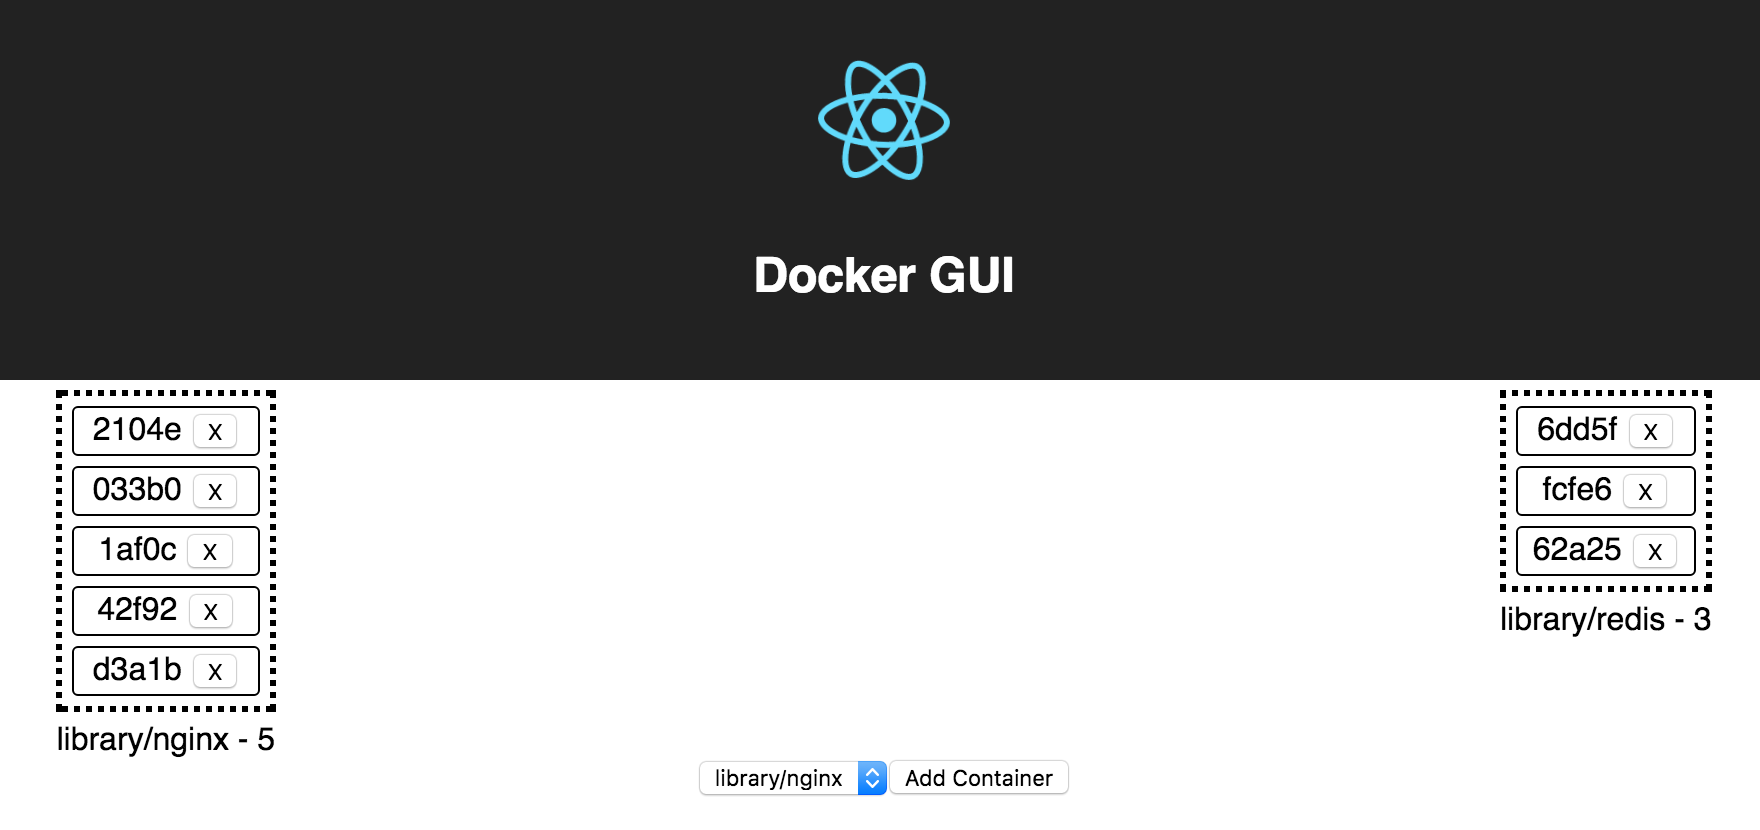 Docker GUI
2104e x
033b0 x
1af0c x
42f92 x
d3a1b x
library/nginx - 5
6dd5f x
fcfe6 x
62a25 x
library/redis - 3
library/nginx Add Container